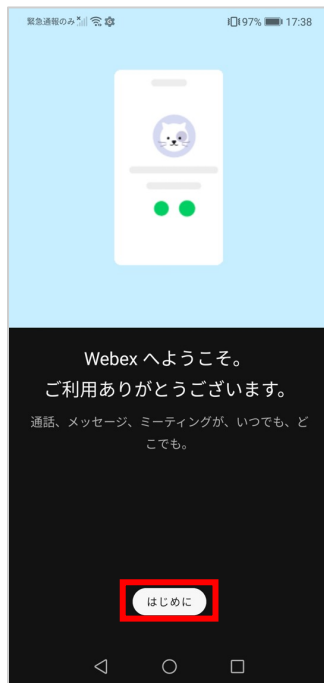 緊急通報のみ 97% 17:38
Webex へようこそ。
ご利用ありがとうございます。
通話、メッセージ、ミーティングが、いつでも、ど
こでも。
はじめに